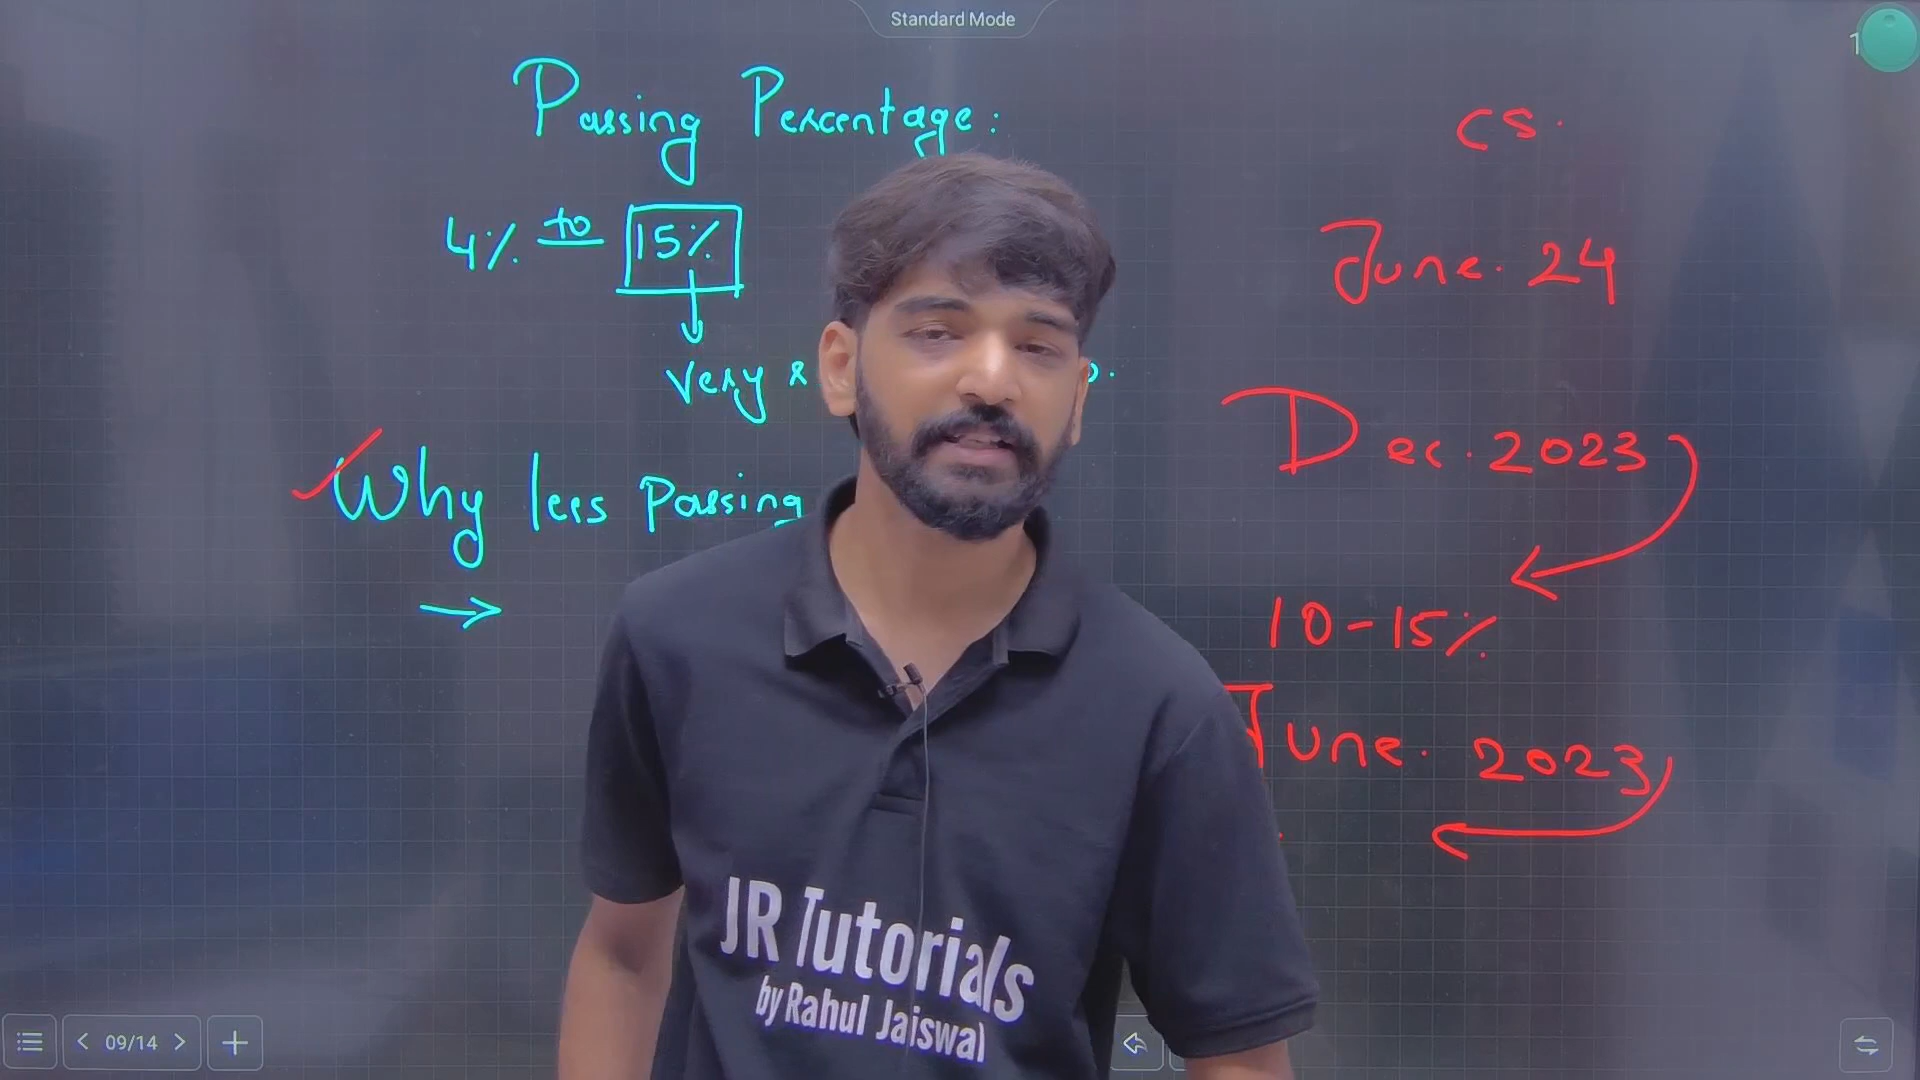 Standard Mode
Passing Percentage:
4% to 15%
Very
Why less Passing
→
CS.
June. 24
Dec. 2023
10-15%
June. 2023
JR Tutorials
by Rahul Jaiswal
09/14